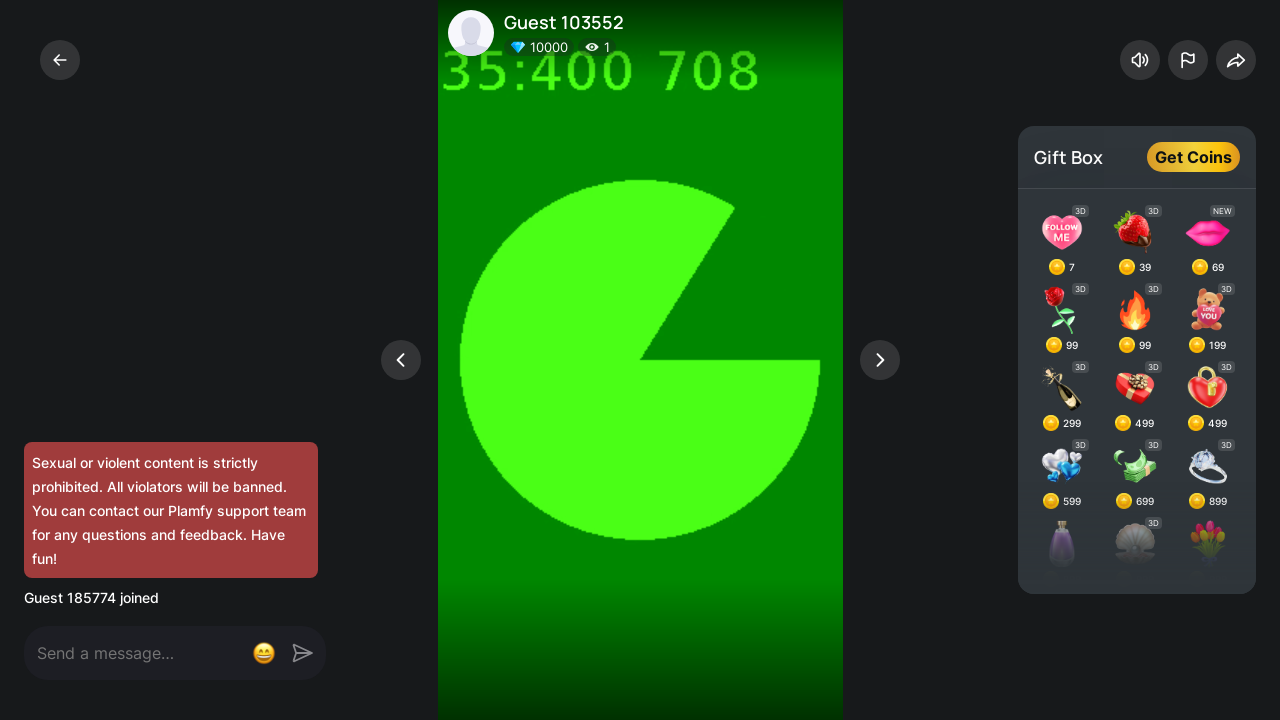 Guest 103552
10000 1
35:400 708
Gift Box
Get Coins
3D 3D NEW
FOLLOW
ME
7 39 69
3D 3D 3D
LOVE
YOU
99 99 199
3D 3D 3D
299 499 499
3D 3D 3D
599 699 899
3D
Sexual or violent content is strictly
prohibited. All violators will be banned.
You can contact our Plamfy support team
for any questions and feedback. Have
fun!
Guest 185774 joined
Send a message...